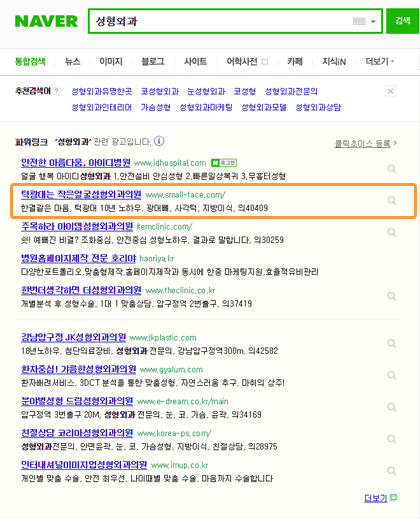 NAVER 성형외과 검색
통합검색 뉴스 이미지 블로그 사이트 어학사전 카페 지식iN 더보기
추천검색어 ? 성형외과유명한곳 코성형외과 눈성형외과 코성형 성형외과전문의
성형외과인테리어 가슴성형 성형외과마케팅 성형외과모델 성형외과상담
파워링크 '성형외과' 관련 광고입니다. 클릭초이스 등록
안전한 아름다움, 아이디병원 www.idhospital.com 로그인
얼굴 행복 아이디성형외과 1,안전설비 안심성형 2,빠른일상복귀 3,무흉터성형
턱광대는 작은얼굴성형외과의원 www.small-face.com/
한결같은 마음, 턱광대 10년 노하우, 광대뼈, 사각턱, 지방이식, 의40409
주목하라 아이템성형외과의원 itemclinic.com/
쉿! 예뻐진 비결? 조화중심, 안전중심 성형노하우, 결과로 말합니다, 의30259
병원홈페이지제작 전문 호리야 haoriya.kr
다양한포트폴리오,맞춤형제작,홈페이지제작과 동시에 한중 마케팅지원,효율적유비관리
한번더생각하면 더성형외과의원 www.theclinic.co.kr
개별분석 후 성형수술, 1대 1 맞춤상담, 압구정역 2번출구, 의37419
강남압구정 JK성형외과의원 www.jkplastic.com
18년노하우, 첨단의료장비, 성형외과 전문의, 강남압구정역300m, 의42582
환자중심! 갸름한성형외과의원 www.gyalum.com
환자배려서비스, 3DCT 분석을 통한 맞춤성형, 자연스러움 추구, 마취의 상주!
분야별성형 드림성형외과의원 www.e-dream.co.kr/main
압구정역 3번출구 20M, 성형외과 전문의, 눈, 코, 가슴, 윤곽, 의34169
친절상담 코리아성형외과의원 www.korea-ps.com/
성형외과전문의, 안면윤곽, 눈, 코, 가슴성형, 지방이식, 친절상담, 의28975
인터내셔널이미지업성형외과의원 www.imup.co.kr
개인별 맞춤 수술, 안전 최우선, 나이때별 맞춤 수술, 마음까지 수술합니다
더보기